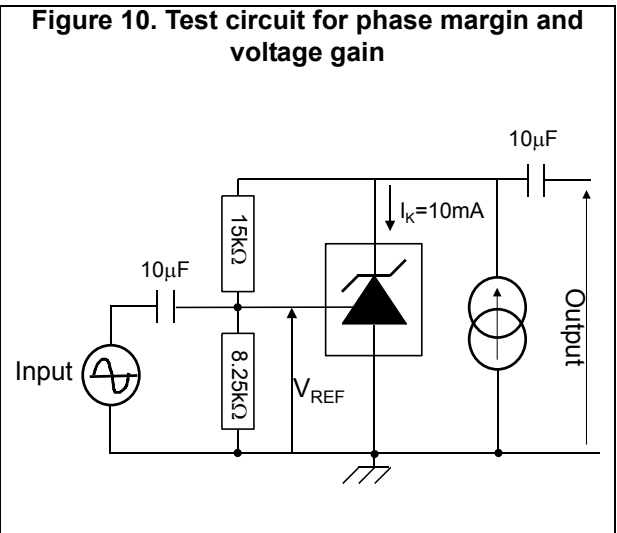 Figure 10. Test circuit for phase margin and
voltage gain
10μF
I_K=10mA
15kΩ
10μF
Input
8.25kΩ
V_REF
Output